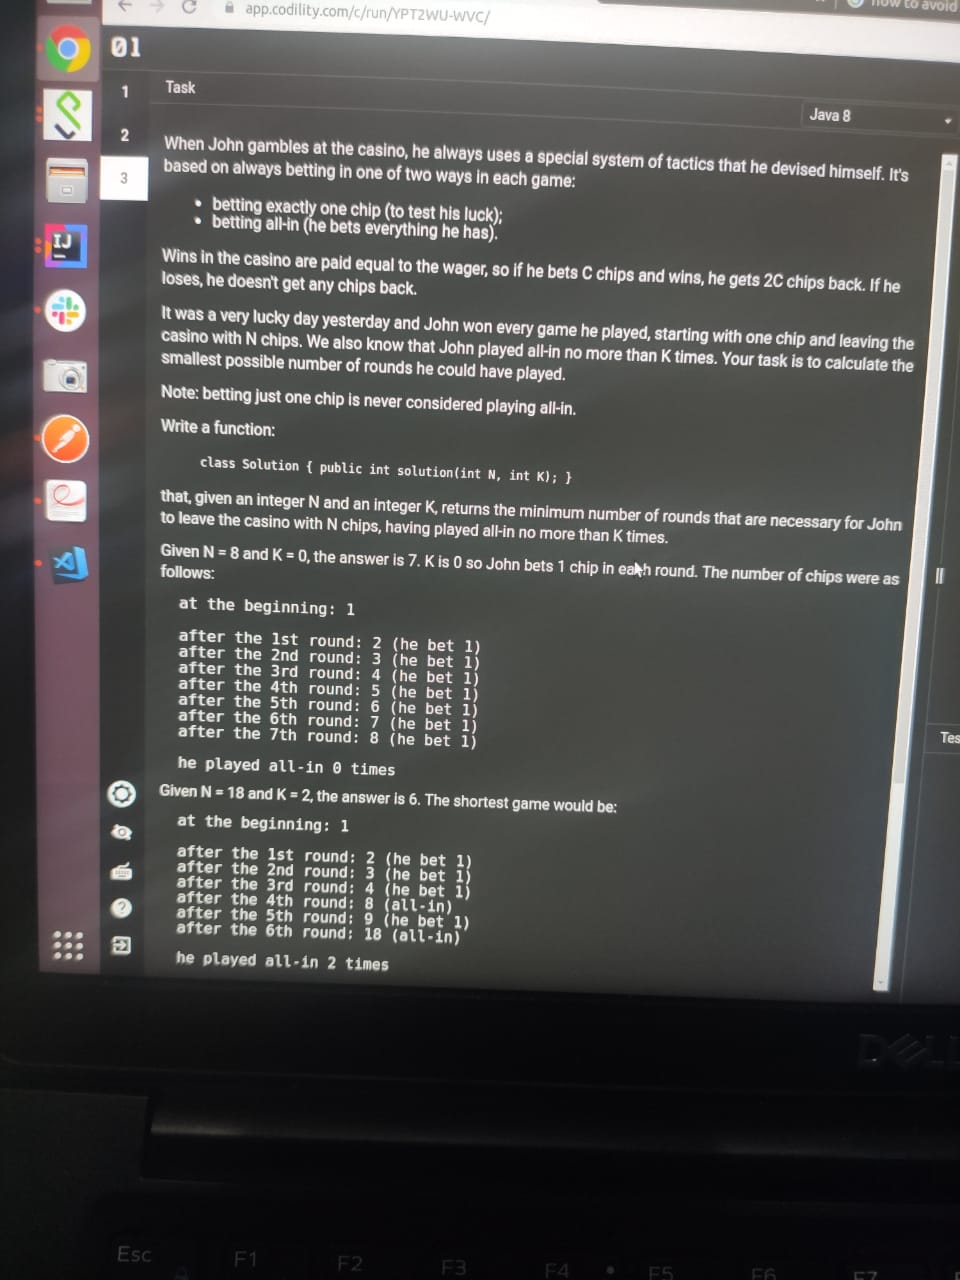 how to avoid
app.codility.com/c/run/YPT2WU-WVC/
01
1
Task
Java 8
2
3
When John gambles at the casino, he always uses a special system of tactics that he devised himself. It's
based on always betting in one of two ways in each game:
• betting exactly one chip (to test his luck);
• betting all-in (he bets everything he has).
Wins in the casino are paid equal to the wager, so if he bets C chips and wins, he gets 2C chips back. If he
loses, he doesn't get any chips back.
It was a very lucky day yesterday and John won every game he played, starting with one chip and leaving the
casino with N chips. We also know that John played all-in no more than K times. Your task is to calculate the
smallest possible number of rounds he could have played.
Note: betting just one chip is never considered playing all-in.
Write a function:
class Solution { public int solution(int N, int K); }
that, given an integer N and an integer K, returns the minimum number of rounds that are necessary for John
to leave the casino with N chips, having played all-in no more than K times.
Given N = 8 and K = 0, the answer is 7. K is 0 so John bets 1 chip in each round. The number of chips were as
follows:
at the beginning: 1
after the 1st round: 2 (he bet 1)
after the 2nd round: 3 (he bet 1)
after the 3rd round: 4 (he bet 1)
after the 4th round: 5 (he bet 1)
after the 5th round: 6 (he bet 1)
after the 6th round: 7 (he bet 1)
after the 7th round: 8 (he bet 1)
he played all-in 0 times
Given N = 18 and K = 2, the answer is 6. The shortest game would be:
at the beginning: 1
after the 1st round: 2 (he bet 1)
after the 2nd round: 3 (he bet 1)
after the 3rd round: 4 (he bet 1)
after the 4th round: 8 (all-in)
after the 5th round: 9 (he bet 1)
after the 6th round: 18 (all-in)
he played all-in 2 times
Tes
IJ
DELL
Esc
F1
F2
F3
F4
F5
F6
F7